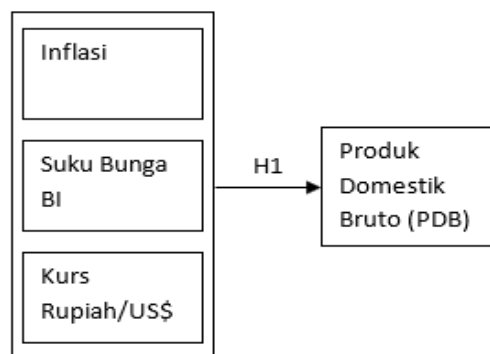 Inflasi
Suku Bunga
BI
Kurs
Rupiah/US$
H1
Produk
Domestik
Bruto (PDB)